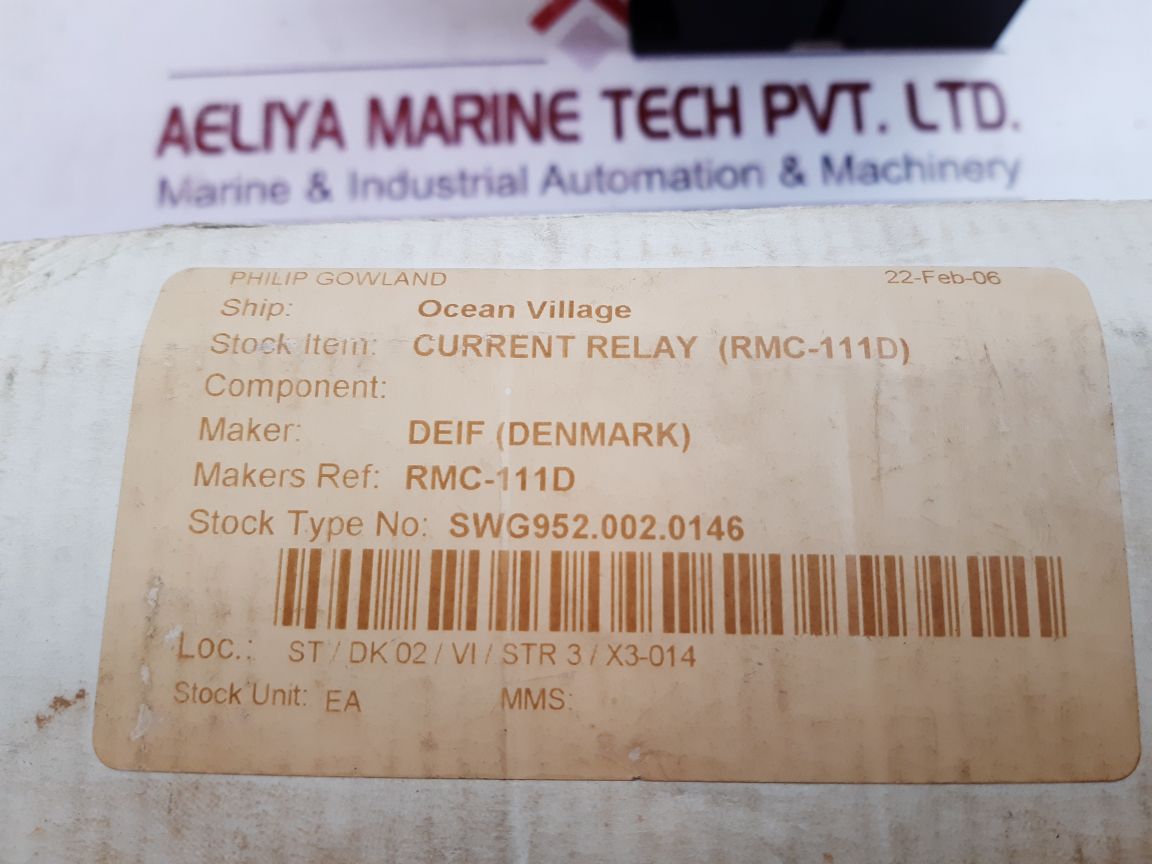 AELIYA MARINE TECH PVT. LTD.
Marine & Industrial Automation & Machinery
PHILIP GOWLAND 22-Feb-06
Ship: Ocean Village
Stock Item: CURRENT RELAY (RMC-111D)
Component:
Maker: DEIF (DENMARK)
Makers Ref: RMC-111D
Stock Type No: SWG952.002.0146
Loc.: ST / DK 02 / VI / STR 3 / X3-014
Stock Unit: EA MMS: